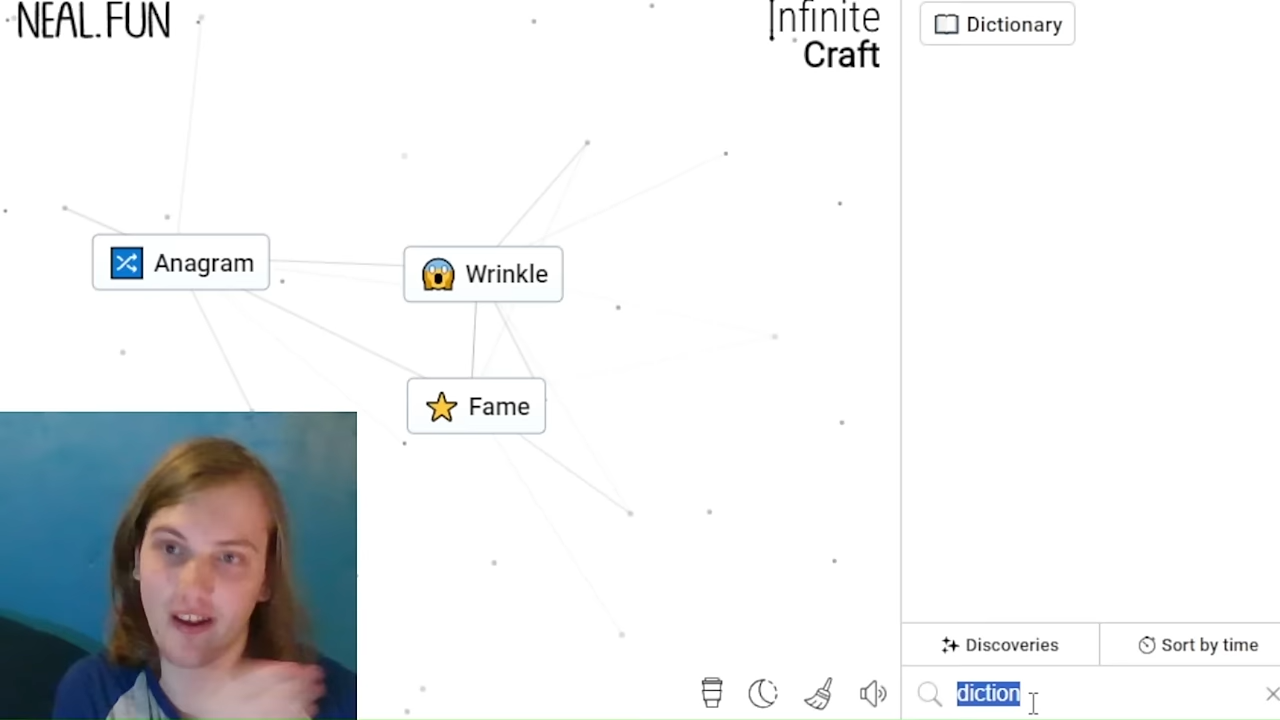 NEAL.FUN
Infinite
Craft
Dictionary
Anagram
Wrinkle
Fame
Discoveries
Sort by time
diction